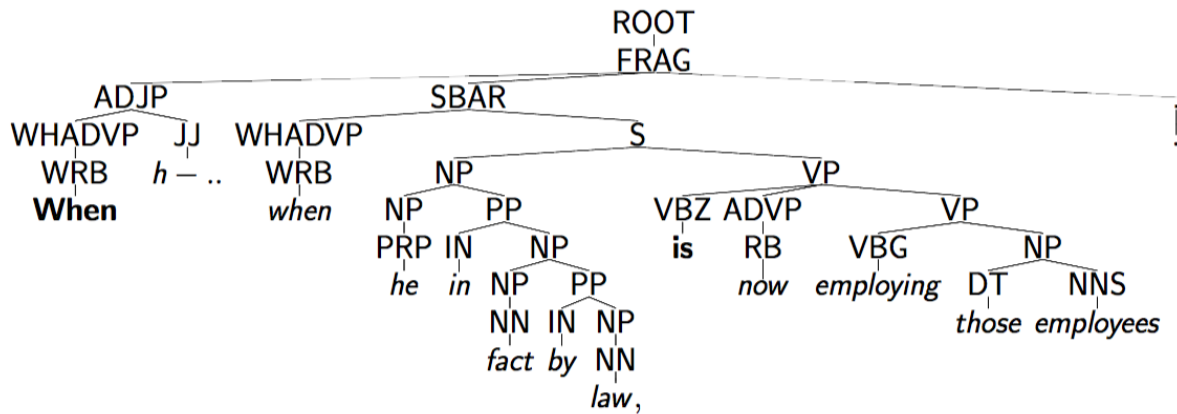 ROOT
FRAG
ADJP SBAR
WHADVP JJ WHADVP S
WRB h – .. WRB NP VP
When when NP PP VBZ ADVP VP
PRP IN NP is RB VBG NP
he in NP PP now employing DT NNS
NN IN NP those employees
fact by NN
law,